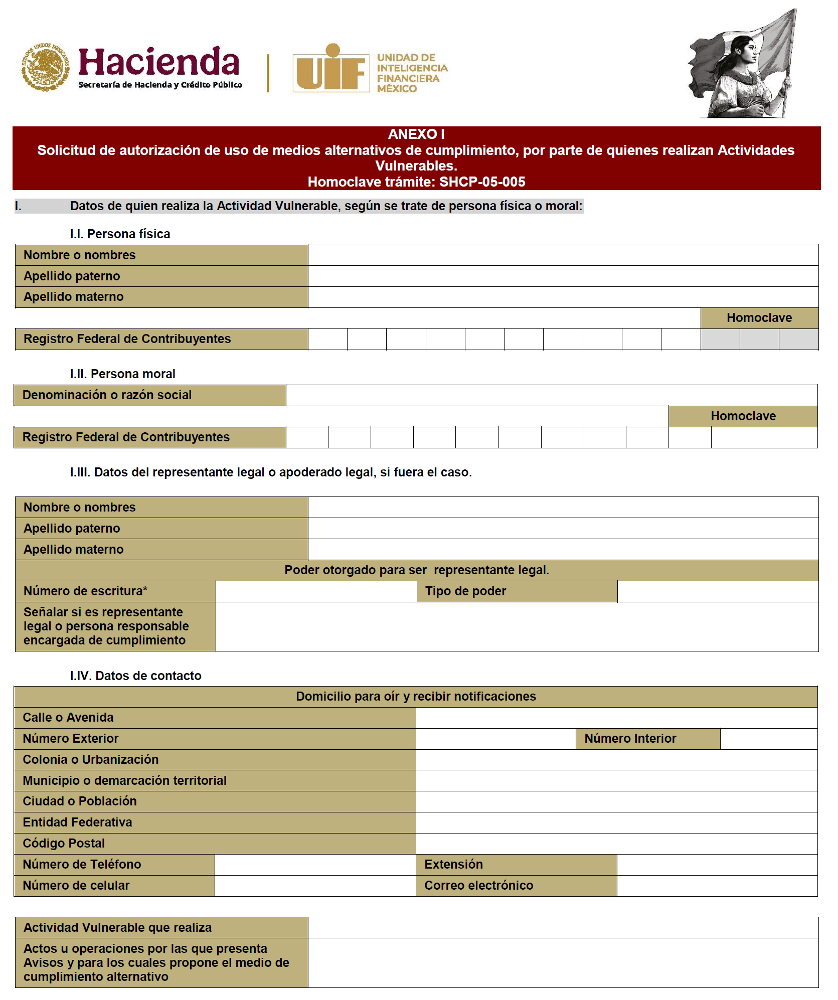 ESTADOS UNIDOS MEXICANOS
Hacienda
Secretaría de Hacienda y Crédito Público
UIF
UNIDAD DE
INTELIGENCIA
FINANCIERA
MÉXICO
ANEXO I
Solicitud de autorización de uso de medios alternativos de cumplimiento, por parte de quienes realizan Actividades
Vulnerables.
Homoclave trámite: SHCP-05-005
I. Datos de quien realiza la Actividad Vulnerable, según se trate de persona física o moral:
I.I. Persona física
Nombre o nombres
Apellido paterno
Apellido materno
Homoclave
Registro Federal de Contribuyentes
I.II. Persona moral
Denominación o razón social
Homoclave
Registro Federal de Contribuyentes
I.III. Datos del representante legal o apoderado legal, si fuera el caso.
Nombre o nombres
Apellido paterno
Apellido materno
Poder otorgado para ser representante legal.
Número de escritura* Tipo de poder
Señalar si es representante
legal o persona responsable
encargada de cumplimiento
I.IV. Datos de contacto
Domicilio para oír y recibir notificaciones
Calle o Avenida
Número Exterior Número Interior
Colonia o Urbanización
Municipio o demarcación territorial
Ciudad o Población
Entidad Federativa
Código Postal
Número de Teléfono Extensión
Número de celular Correo electrónico
Actividad Vulnerable que realiza
Actos u operaciones por las que presenta
Avisos y para los cuales propone el medio de
cumplimiento alternativo